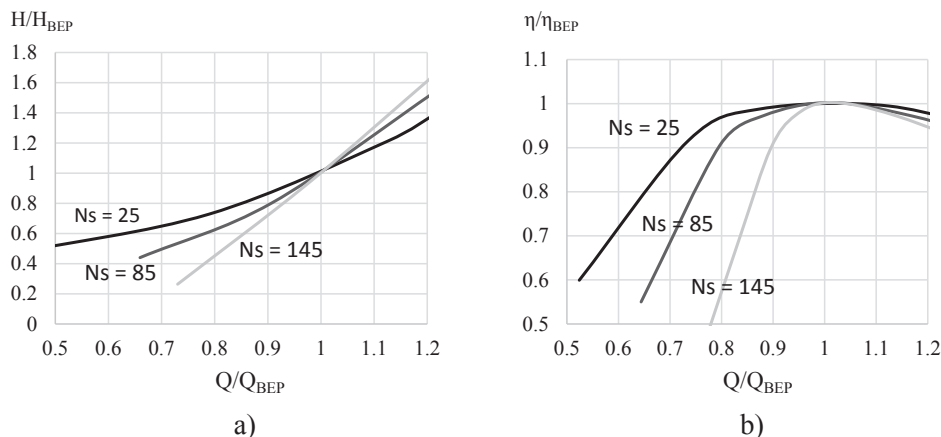 H/H_BEP
1.8
1.6
1.4
1.2
1
0.8
0.6
0.4
0.2
0
Ns = 25
Ns = 85
Ns = 145
0.5 0.6 0.7 0.8 0.9 1 1.1 1.2
Q/Q_BEP
a)
η/η_BEP
1
0.9
0.8
0.7
0.6
0.5
Ns = 25
Ns = 85
Ns = 145
0.5 0.6 0.7 0.8 0.9 1 1.1 1.2
Q/Q_BEP
b)